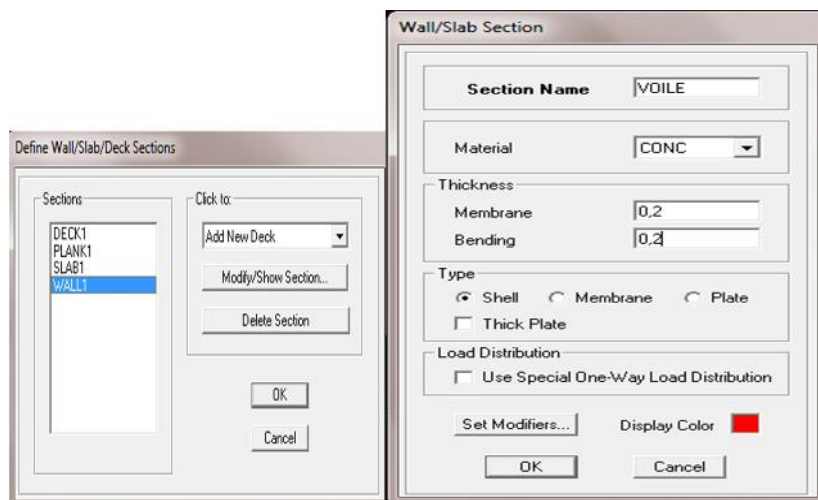 Define Wall/Slab/Deck Sections
Sections
DECK1
PLANK1
SLAB1
WALL1
Click to:
Add New Deck
Modify/Show Section...
Delete Section
OK
Cancel
Wall/Slab Section
Section Name
VOILE
Material
CONC
Thickness
Membrane
0,2
Bending
0,2
Type
Shell
Membrane
Plate
Thick Plate
Load Distribution
Use Special One-Way Load Distribution
Set Modifiers...
Display Color
OK
Cancel